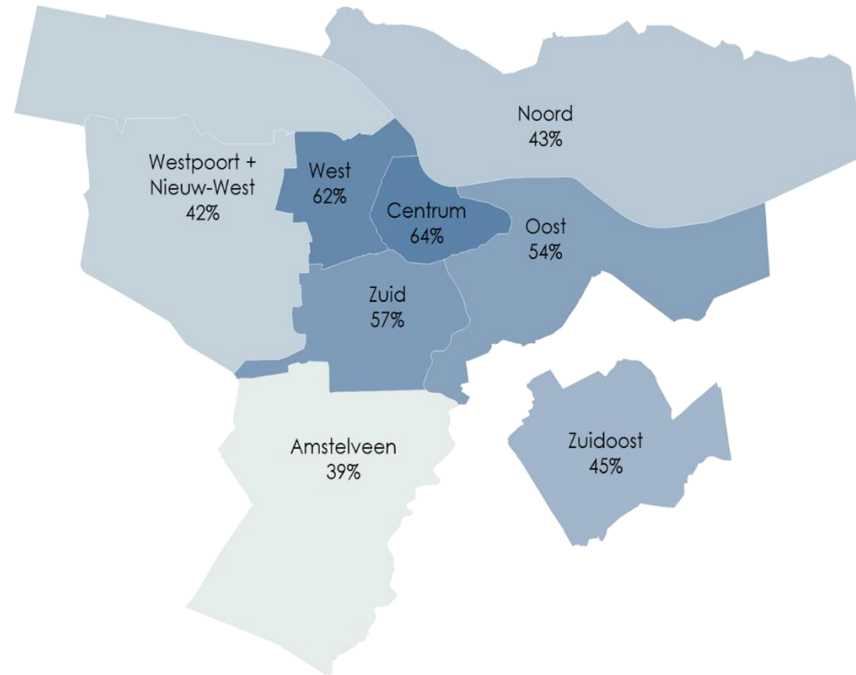 Noord
43%
Westpoort +
Nieuw-West
42%
West
62%
Centrum
64%
Oost
54%
Zuid
57%
Amstelveen
39%
Zuidoost
45%